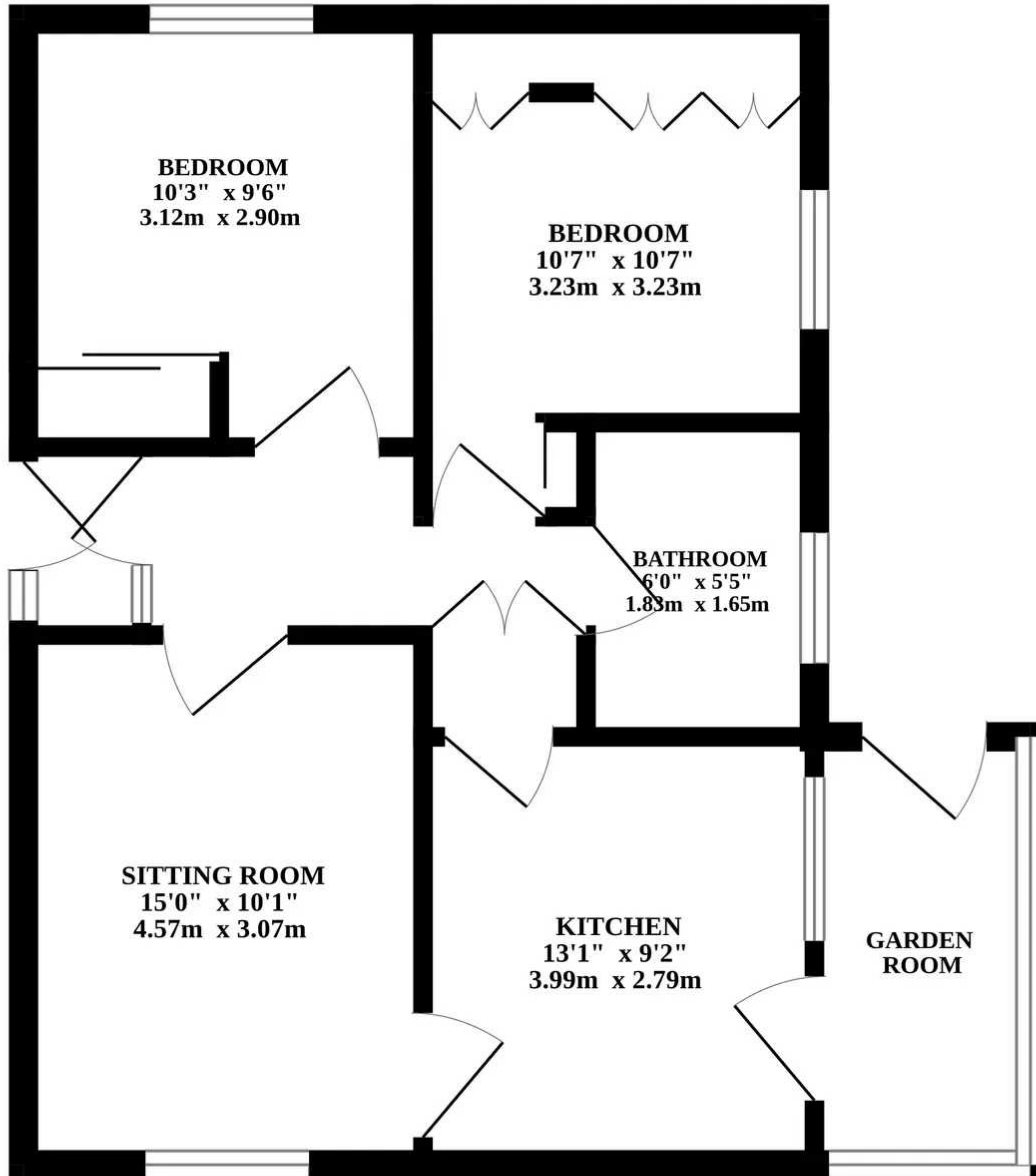 BEDROOM
10'3" x 9'6"
3.12m x 2.90m
BEDROOM
10'7" x 10'7"
3.23m x 3.23m
BATHROOM
6'0" x 5'5"
1.83m x 1.65m
SITTING ROOM
15'0" x 10'1"
4.57m x 3.07m
KITCHEN
13'1" x 9'2"
3.99m x 2.79m
GARDEN
ROOM